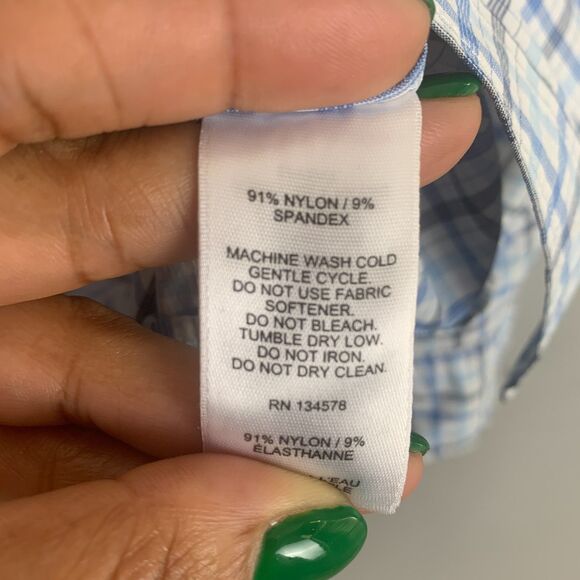 91% NYLON / 9%
SPANDEX
MACHINE WASH COLD
GENTLE CYCLE
DO NOT USE FABRIC
SOFTENER.
DO NOT BLEACH.
TUMBLE DRY LOW.
DO NOT IRON.
DO NOT DRY CLEAN.
RN 134578
91% NYLON / 9%
ÉLASTHANNE
L'EAU